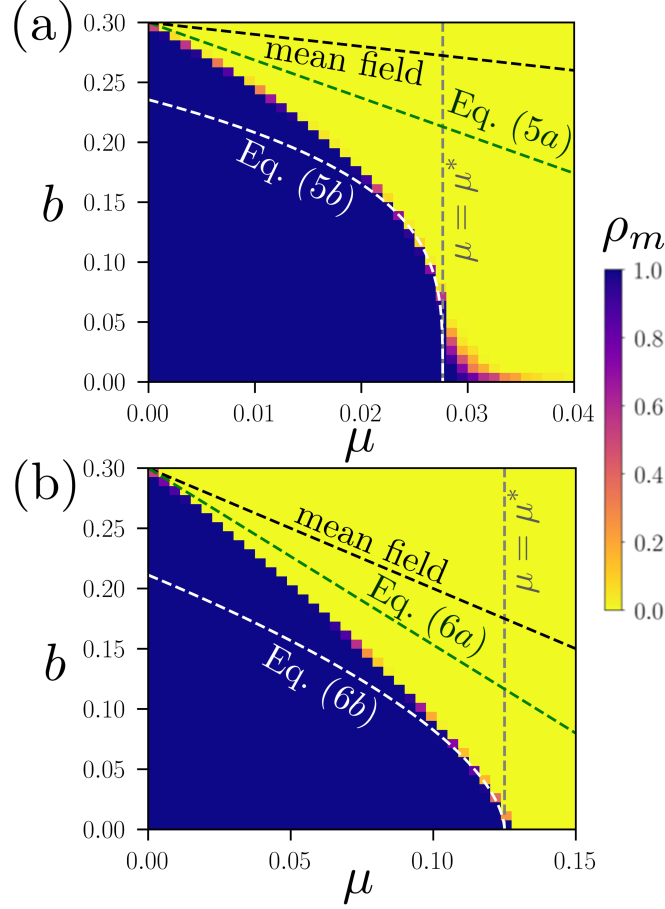 (a)
0.30
0.25
0.20
0.15
0.10
0.05
0.00
b
mean field
Eq. (5a)
Eq. (5b)
μ = μ*
0.00 0.01 0.02 0.03 0.04
μ
ρm
1.0
0.8
0.6
0.4
0.2
0.0
(b)
0.30
0.25
0.20
0.15
0.10
0.05
0.00
b
mean field
Eq. (6a)
Eq. (6b)
μ = μ*
0.00 0.05 0.10 0.15
μ